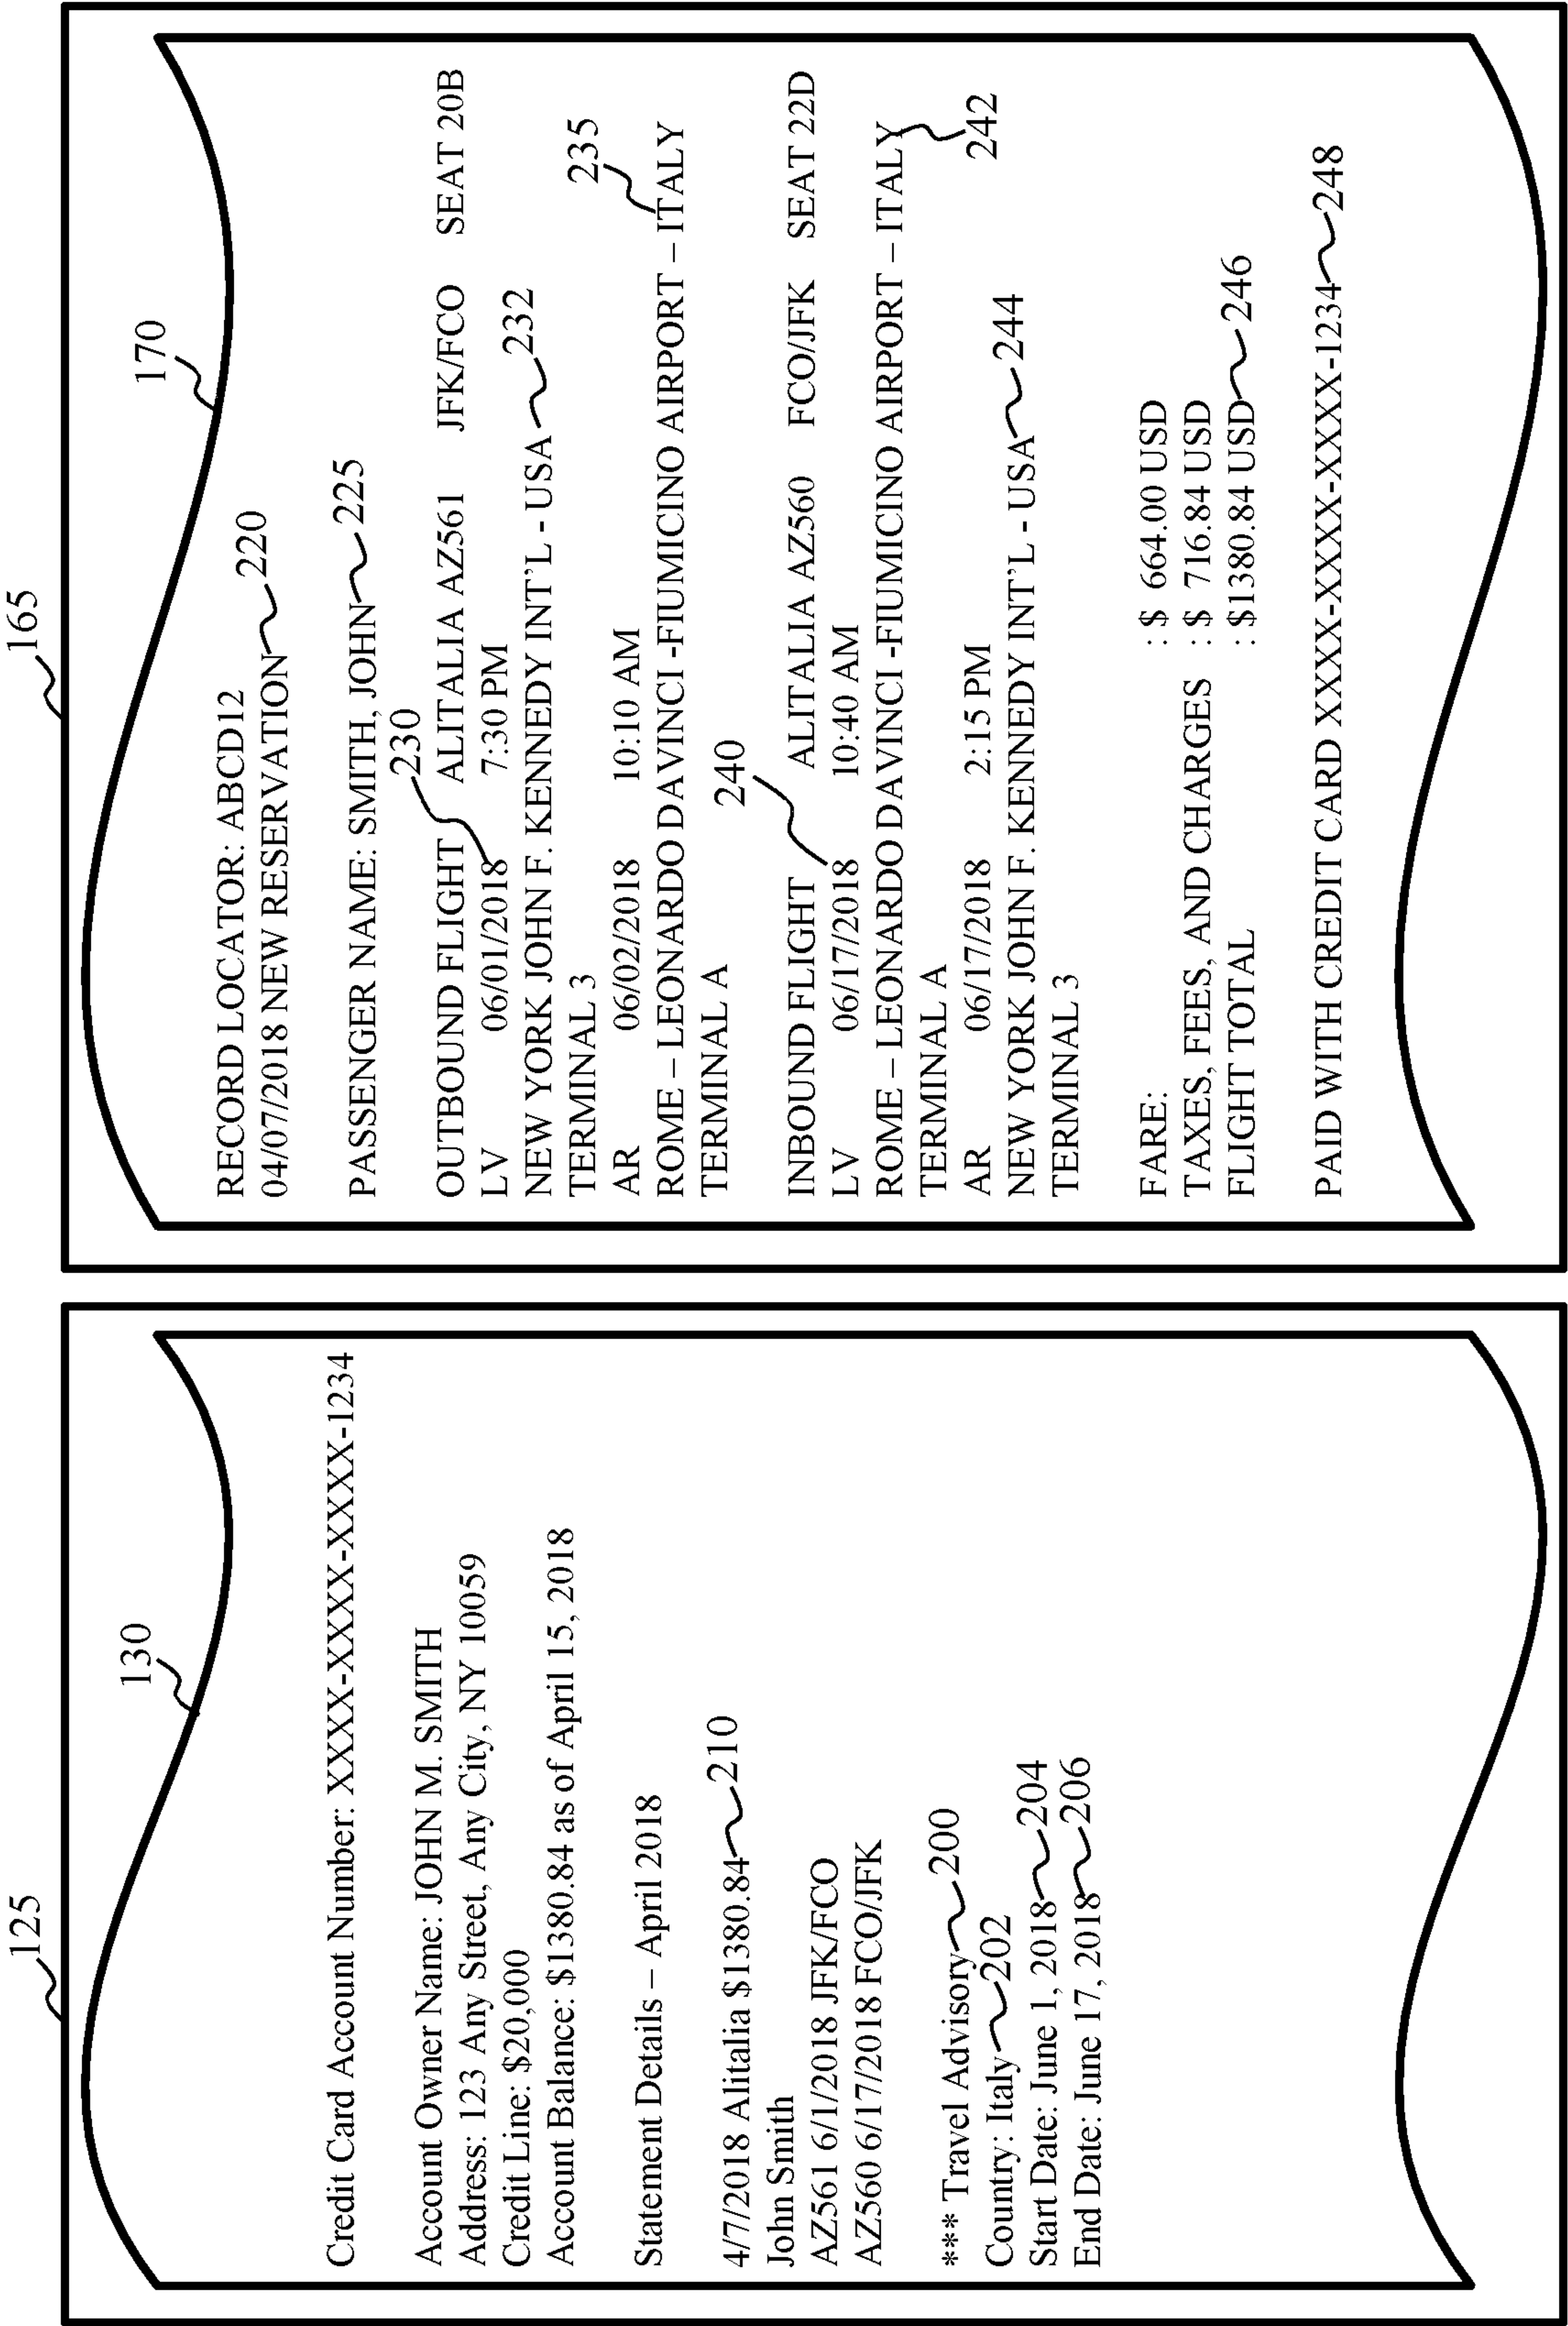 125
130
Credit Card Account Number: XXXX-XXXX-XXXX-XXXX-1234
Account Owner Name: JOHN M. SMITH
Address: 123 Any Street, Any City, NY 10059
Credit Line: $20,000
Account Balance: $1380.84 as of April 15, 2018
Statement Details – April 2018
4/7/2018 Alitalia $1380.84 210
John Smith
AZ561 6/1/2018 JFK/FCO
AZ560 6/17/2018 FCO/JFK
*** Travel Advisory 200
Country: Italy 202
Start Date: June 1, 2018 204
End Date: June 17, 2018 206
165
170
RECORD LOCATOR: ABCD12
04/07/2018 NEW RESERVATION 220
PASSENGER NAME: SMITH, JOHN 225
230
OUTBOUND FLIGHT ALITALIA AZ561 JFK/FCO SEAT 20B
LV 06/01/2018 7:30 PM
NEW YORK JOHN F. KENNEDY INT'L - USA 232
TERMINAL 3
235
AR 06/02/2018 10:10 AM
ROME – LEONARDO DAVINCI -FIUMICINO AIRPORT – ITALY
TERMINAL A
240
INBOUND FLIGHT ALITALIA AZ560 FCO/JFK SEAT 22D
LV 06/17/2018 10:40 AM
ROME – LEONARDO DAVINCI -FIUMICINO AIRPORT – ITALY
TERMINAL A
242
AR 06/17/2018 2:15 PM
NEW YORK JOHN F. KENNEDY INT'L - USA 244
TERMINAL 3
FARE: : $ 664.00 USD
TAXES, FEES, AND CHARGES : $ 716.84 USD
FLIGHT TOTAL : $1380.84 USD 246
PAID WITH CREDIT CARD XXXX-XXXX-XXXX-XXXX-1234 248